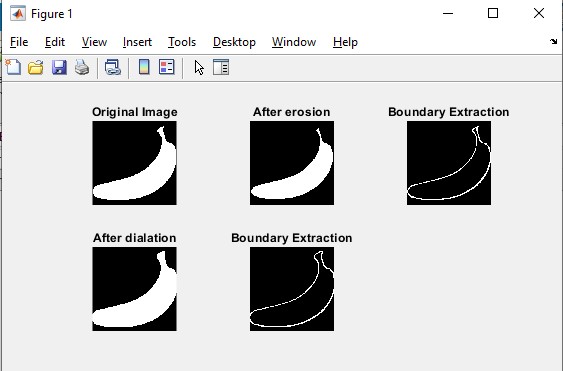 Figure 1
File Edit View Insert Tools Desktop Window Help
Original Image After erosion Boundary Extraction
After dialation Boundary Extraction